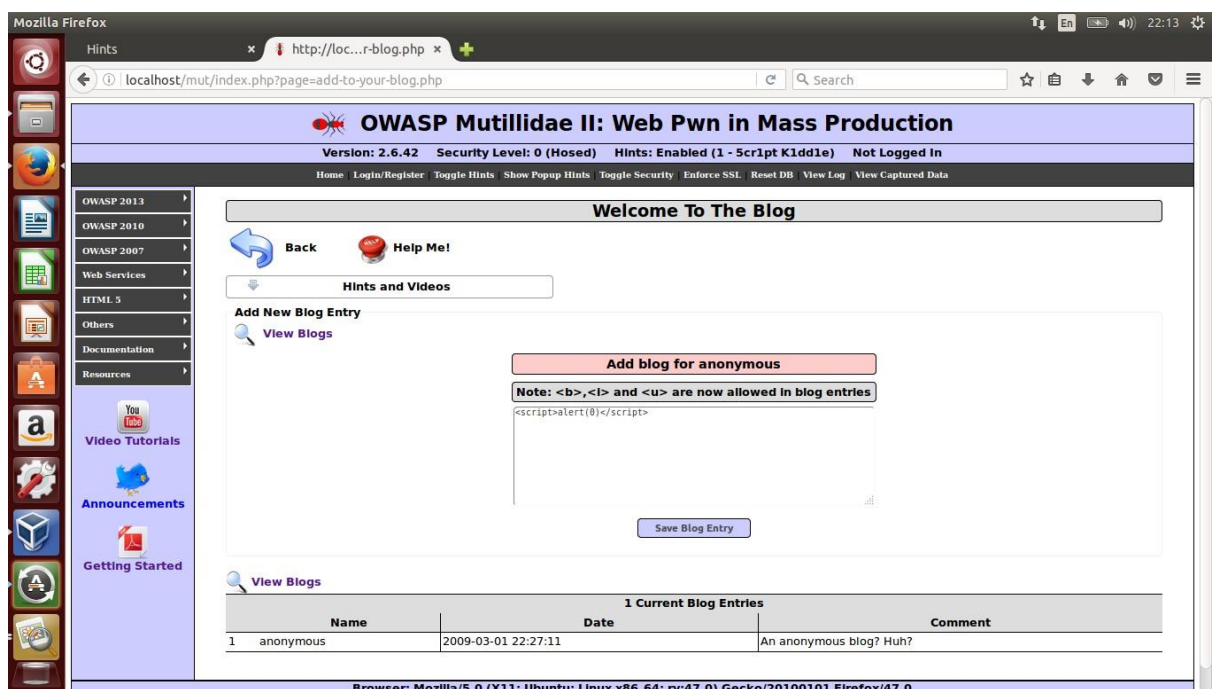 Mozilla Firefox
En
22:13
Hints
http://loc...r-blog.php
localhost/mut/index.php?page=add-to-your-blog.php
Search
OWASP Mutillidae II: Web Pwn in Mass Production
Version: 2.6.42 Security Level: 0 (Hosed) Hints: Enabled (1 - 5cr1pt K1dd1e) Not Logged In
Home Login/Register Toggle Hints Show Popup Hints Toggle Security Enforce SSL Reset DB View Log View Captured Data
OWASP 2013
OWASP 2010
OWASP 2007
Web Services
HTML 5
Others
Documentation
Resources
You Tube
Video Tutorials
Announcements
Getting Started
Welcome To The Blog
Back
Help Me!
Hints and Videos
Add New Blog Entry
View Blogs
Add blog for anonymous
Note: <b>,<i> and <u> are now allowed in blog entries
<script>alert(0)</script>
Save Blog Entry
View Blogs
1 Current Blog Entries
Name Date Comment
1 anonymous 2009-03-01 22:27:11 An anonymous blog? Huh?
Browser: Mozilla/5.0 (X11; Ubuntu; Linux x86_64; rv:47.0) Gecko/20100101 Firefox/47.0